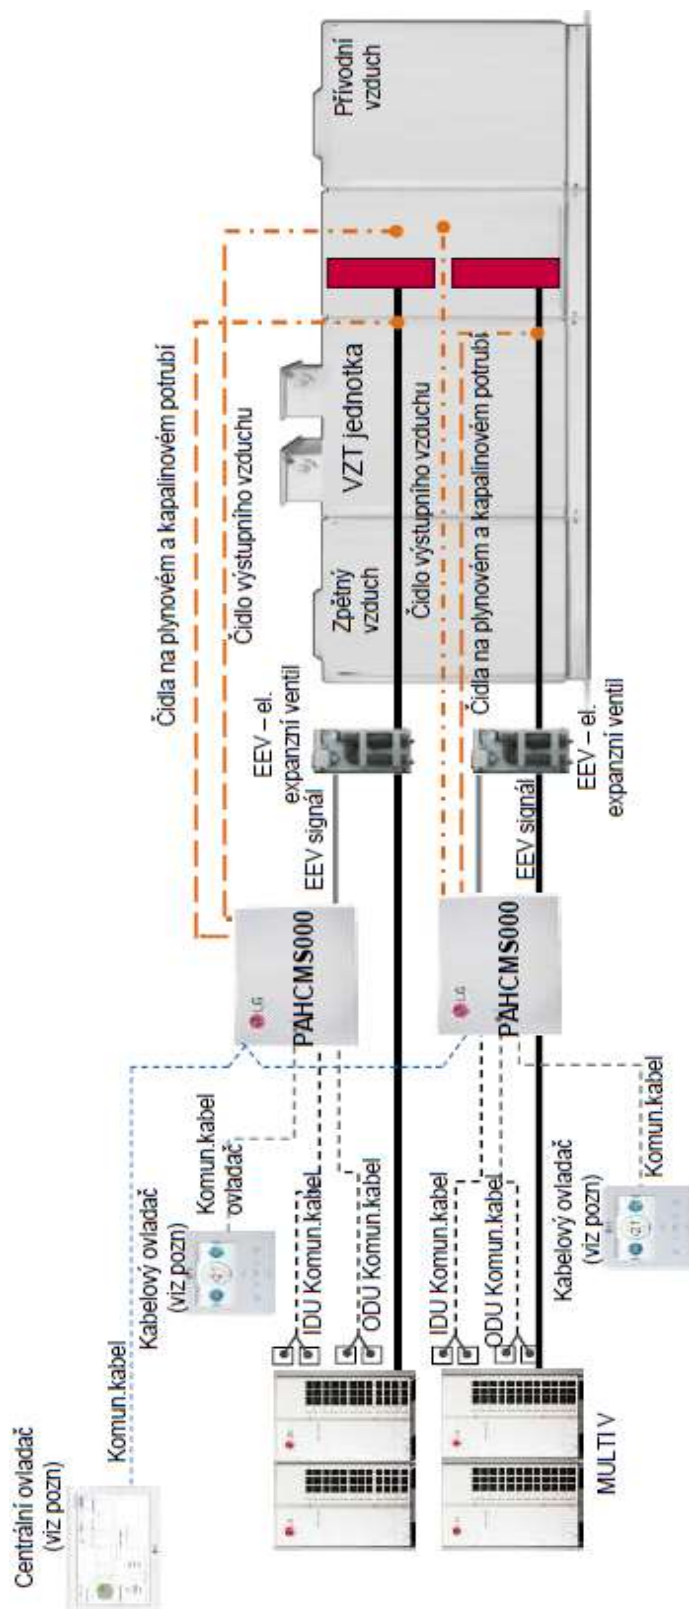 Centrální ovladač
(viz pozn)
Komun.kabel
Kabelový ovladač
(viz pozn)
Komun.kabel
ovladač
IDU Komun.kabel
ODU Komun.kabel
LG
PAHCMS000
EEV signál
EEV – el.
expanzní ventil
Čidla na plynovém a kapalinovém potrubí
Čidlo výstupního vzduchu
Zpětný
vzduch
VZT jednotka
Přívodní
vzduch
Čidlo výstupního vzduchu
Čidla na plynovém a kapalinovém potrubí
IDU Komun.kabel
ODU Komun.kabel
LG
PAHCMS000
EEV signál
EEV – el.
expanzní ventil
Kabelový ovladač
(viz pozn)
Komun.kabel
MULTI V